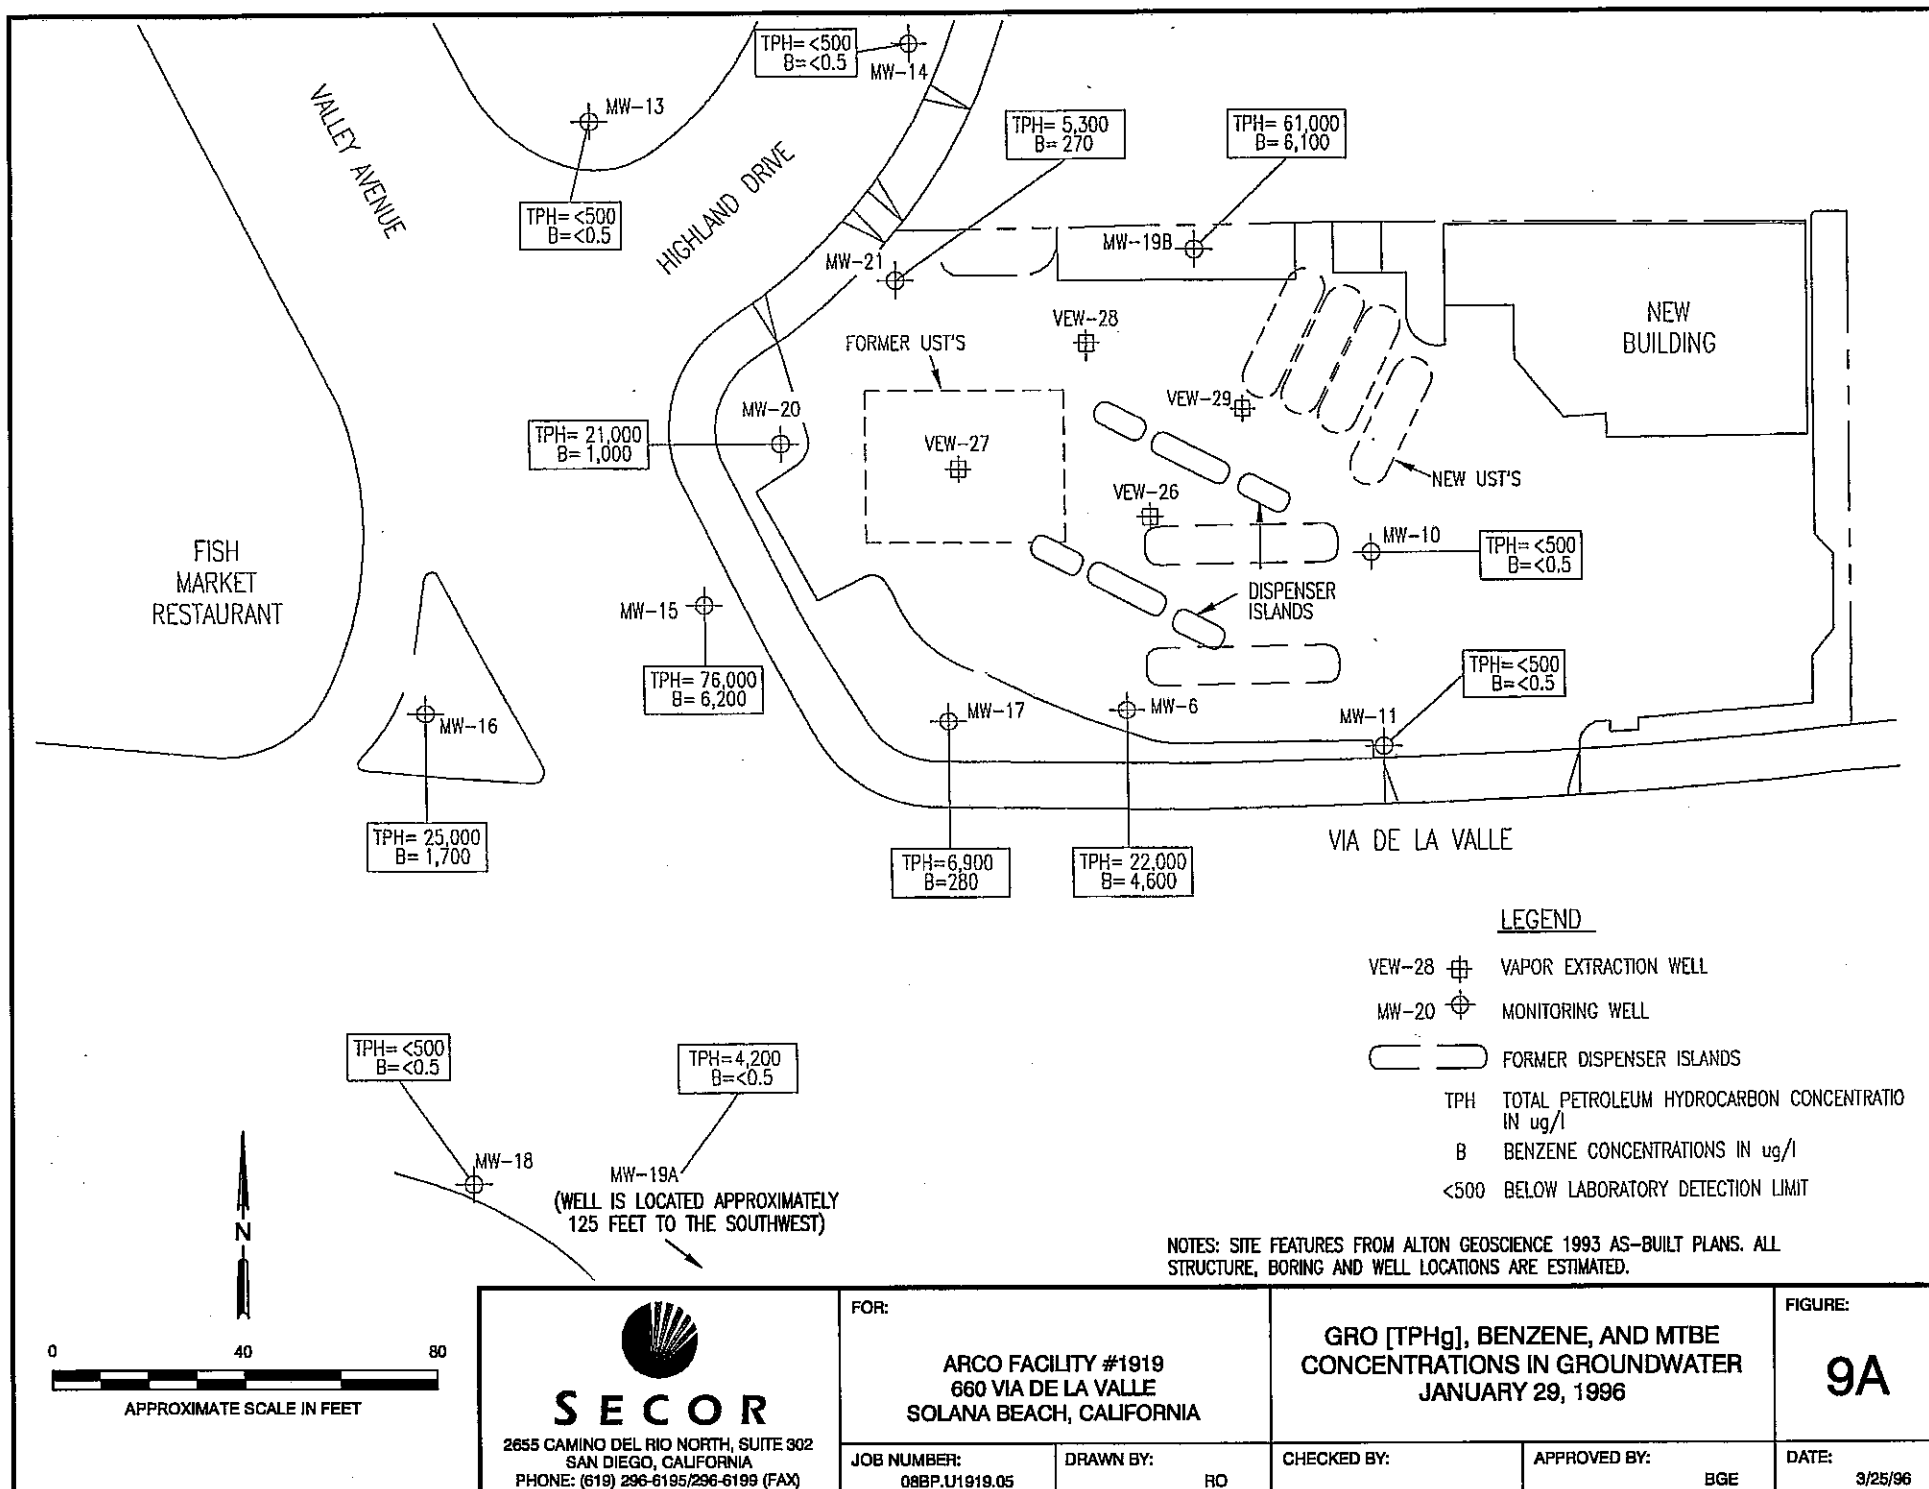 TPH= <500
B= <0.5
MW-14
MW-13
VALLEY AVENUE
TPH= <500
B= <0.5
HIGHLAND DRIVE
TPH= 5,300
B= 270
TPH= 61,000
B= 6,100
MW-19B
MW-21
VEW-28
FORMER UST'S
NEW
BUILDING
MW-20
VEW-29
TPH= 21,000
B= 1,000
VEW-27
NEW UST'S
VEW-26
MW-10
TPH= <500
B= <0.5
FISH
MARKET
RESTAURANT
DISPENSER
ISLANDS
MW-15
TPH= 76,000
B= 6,200
TPH= <500
B= <0.5
MW-16
MW-17
MW-6
MW-11
TPH= 25,000
B= 1,700
TPH=6,900
B=280
TPH= 22,000
B= 4,600
VIA DE LA VALLE
LEGEND
VEW-28 VAPOR EXTRACTION WELL
MW-20 MONITORING WELL
FORMER DISPENSER ISLANDS
TPH TOTAL PETROLEUM HYDROCARBON CONCENTRATIO
IN ug/l
B BENZENE CONCENTRATIONS IN ug/l
<500 BELOW LABORATORY DETECTION LIMIT
TPH= <500
B= <0.5
TPH=4,200
B=<0.5
MW-18
MW-19A
(WELL IS LOCATED APPROXIMATELY
125 FEET TO THE SOUTHWEST)
N
0 40 80
APPROXIMATE SCALE IN FEET
NOTES: SITE FEATURES FROM ALTON GEOSCIENCE 1993 AS-BUILT PLANS. ALL
STRUCTURE, BORING AND WELL LOCATIONS ARE ESTIMATED.
SECOR
2655 CAMINO DEL RIO NORTH, SUITE 302
SAN DIEGO, CALIFORNIA
PHONE: (619) 296-6195/296-6199 (FAX)
FOR:
ARCO FACILITY #1919
660 VIA DE LA VALLE
SOLANA BEACH, CALIFORNIA
GRO [TPHg], BENZENE, AND MTBE
CONCENTRATIONS IN GROUNDWATER
JANUARY 29, 1996
FIGURE:
9A
JOB NUMBER:
08BP.U1919.05
DRAWN BY:
RO
CHECKED BY:
APPROVED BY:
BGE
DATE:
3/25/96